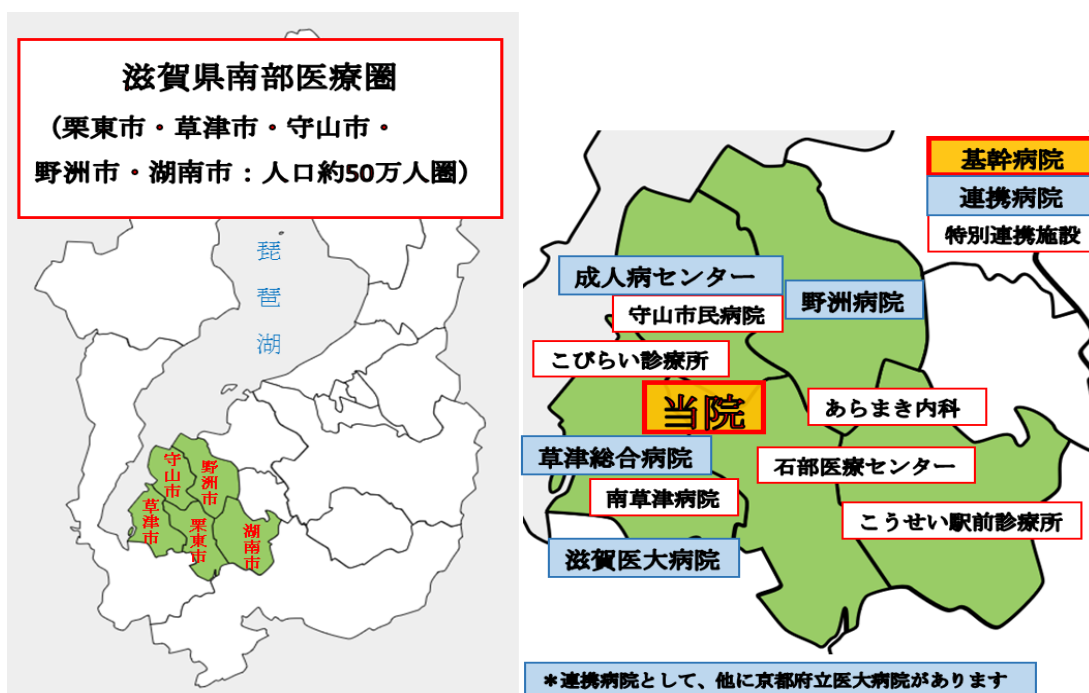 滋賀県南部医療圏
（栗東市・草津市・守山市・
野洲市・湖南市：人口約50万人圏）
琵琶湖
守山市
野洲市
草津市
栗東市
湖南市
基幹病院
連携病院
特別連携施設
成人病センター
野洲病院
守山市民病院
こびらい診療所
当院
あらまき内科
草津総合病院
石部医療センター
南草津病院
こうせい駅前診療所
滋賀医大病院
＊連携病院として、他に京都府立医大病院があります